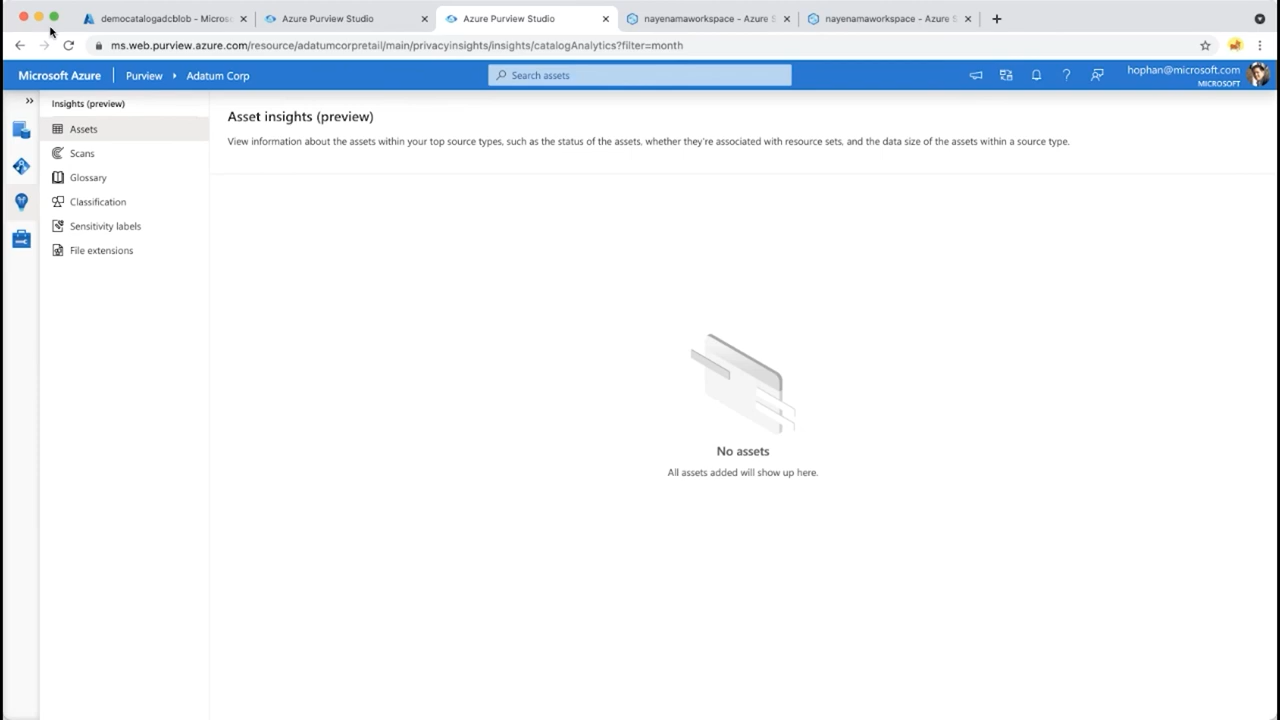 democatalogadcblob - Micros
Azure Purview Studio
Azure Purview Studio
nayenamaworkspace - Azure S
nayenamaworkspace - Azure S
ms.web.purview.azure.com/resource/adatumcorpretail/main/privacyinsights/insights/catalogAnalytics?filter=month
Microsoft Azure
Purview
Adatum Corp
Search assets
hophan@microsoft.com
MICROSOFT
Insights (preview)
Assets
Scans
Glossary
Classification
Sensitivity labels
File extensions
Asset insights (preview)
View information about the assets within your top source types, such as the status of the assets, whether they're associated with resource sets, and the data size of the assets within a source type.
No assets
All assets added will show up here.